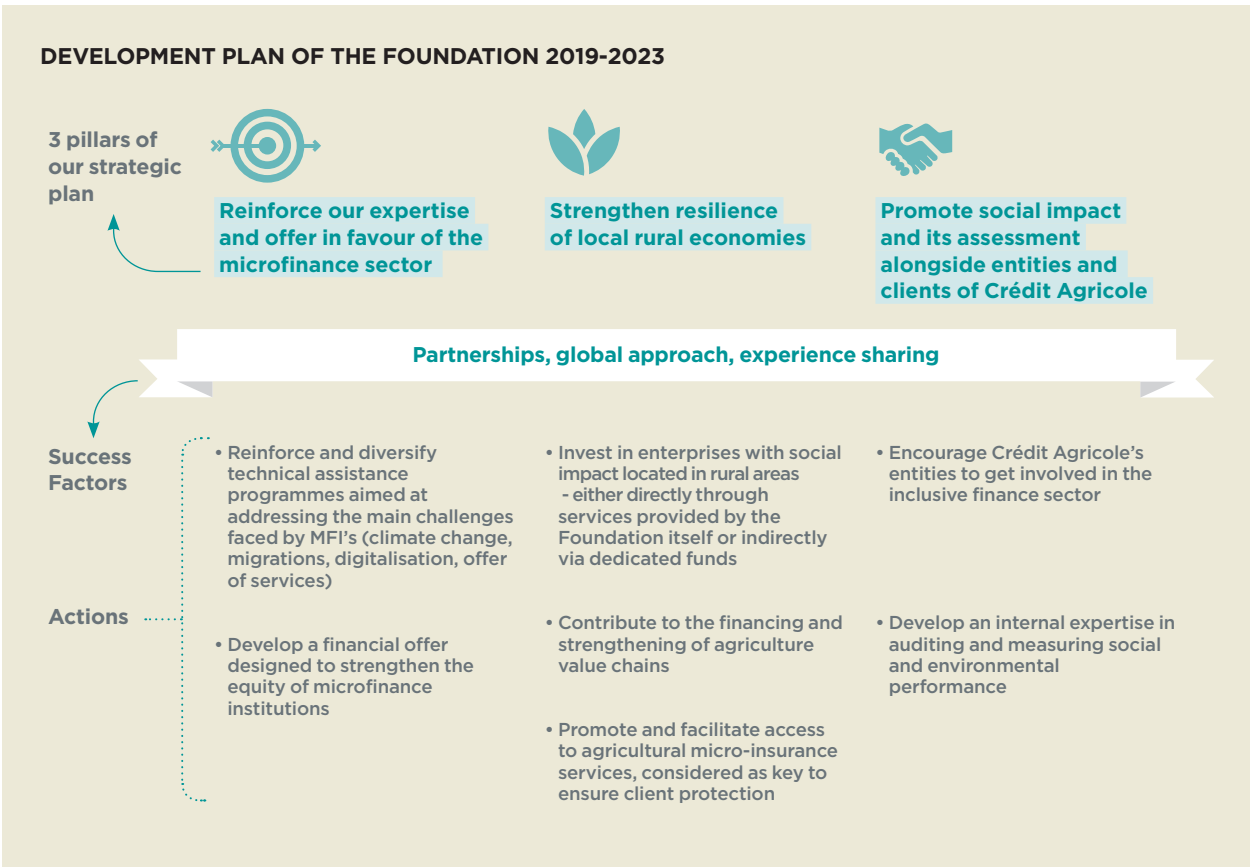 DEVELOPMENT PLAN OF THE FOUNDATION 2019-2023
3 pillars of
our strategic
plan
Reinforce our expertise
and offer in favour of the
microfinance sector
Strengthen resilience
of local rural economies
Promote social impact
and its assessment
alongside entities and
clients of Crédit Agricole
Partnerships, global approach, experience sharing
Success
Factors
Actions
• Reinforce and diversify
technical assistance
programmes aimed at
addressing the main challenges
faced by MFI's (climate change,
migrations, digitalisation, offer
of services)
• Develop a financial offer
designed to strengthen the
equity of microfinance
institutions
• Invest in enterprises with social
impact located in rural areas
- either directly through
services provided by the
Foundation itself or indirectly
via dedicated funds
• Contribute to the financing and
strengthening of agriculture
value chains
• Promote and facilitate access
to agricultural micro-insurance
services, considered as key to
ensure client protection
• Encourage Crédit Agricole's
entities to get involved in the
inclusive finance sector
• Develop an internal expertise in
auditing and measuring social
and environmental
performance